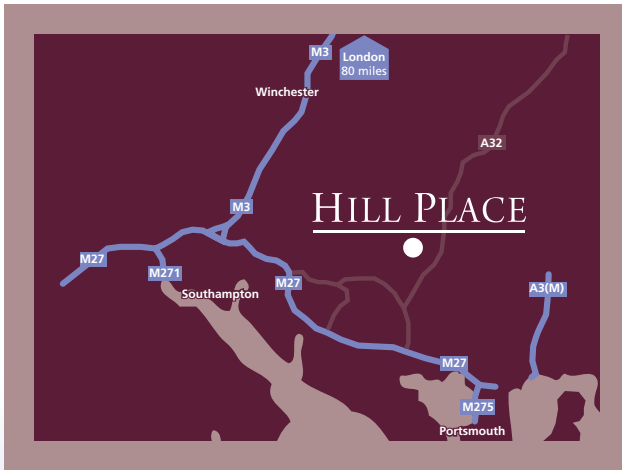 M3
London
80 miles
Winchester
A32
M3
HILL PLACE
M27
M271
M27
Southampton
A3(M)
M27
M275
Portsmouth